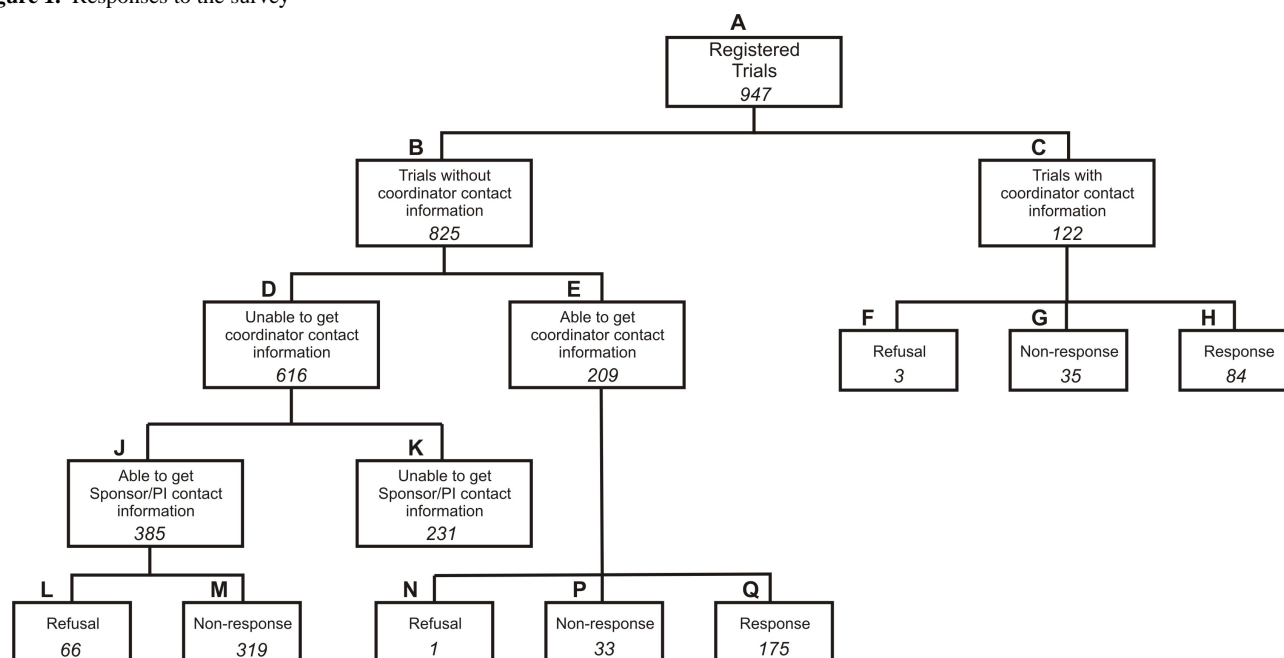 Figure 1. Responses to the survey
A
Registered
Trials
947
B
Trials without
coordinator contact
information
825
C
Trials with
coordinator contact
information
122
D
Unable to get
coordinator contact
information
616
E
Able to get
coordinator contact
information
209
F
Refusal
3
G
Non-response
35
H
Response
84
J
Able to get
Sponsor/PI contact
information
385
K
Unable to get
Sponsor/PI contact
information
231
L
Refusal
66
M
Non-response
319
N
Refusal
1
P
Non-response
33
Q
Response
175